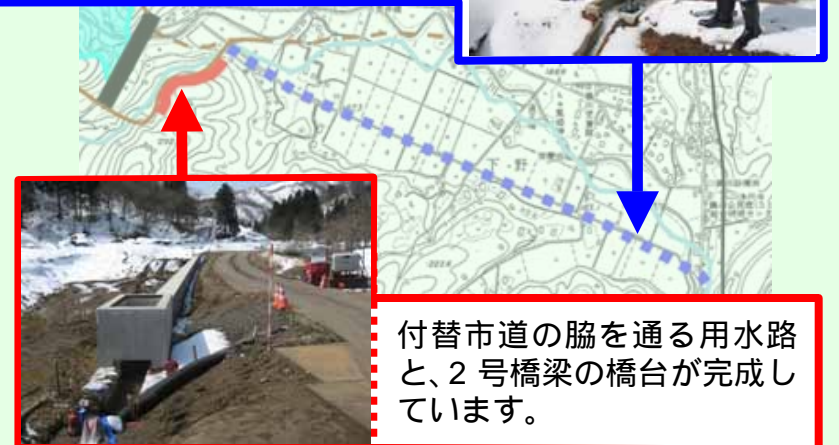 下野
付替市道の脇を通る用水路
と、2号橋梁の橋台が完成し
ています。